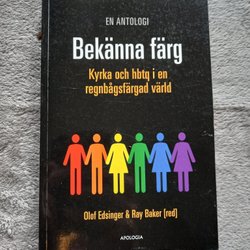 EN ANTOLOGI
Bekänna färg
Kyrka och hbtq i en
regnbågsfärgad värld
Olof Edsinger & Ray Baker [red]
APOLOGIA